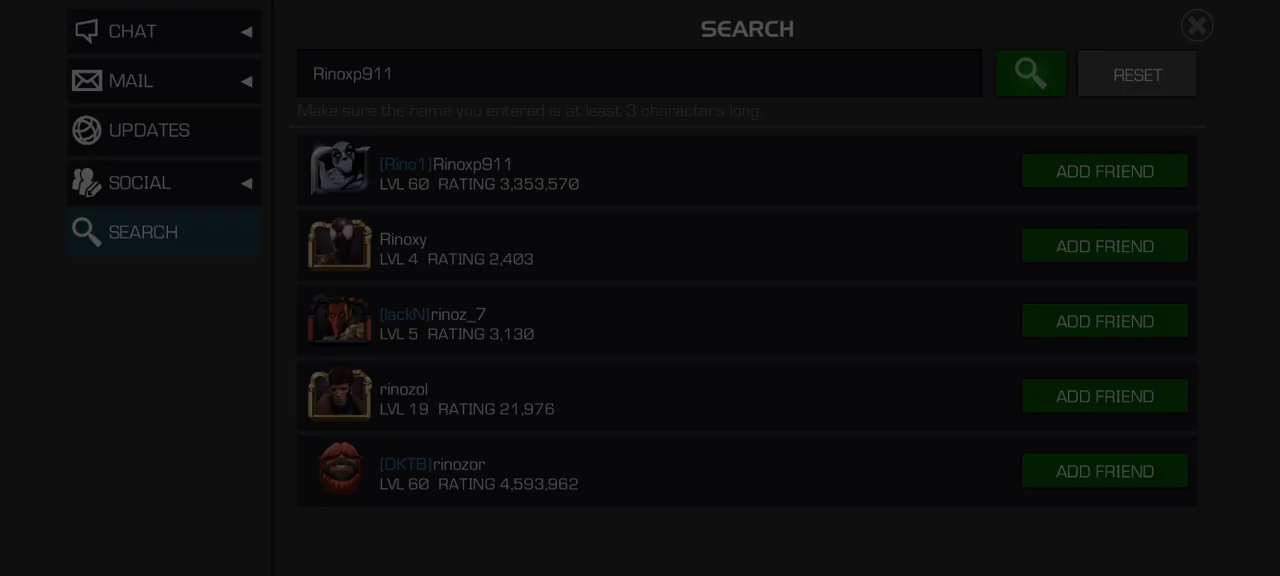 CHAT
MAIL
UPDATES
SOCIAL
SEARCH
SEARCH
Rinoxp911
RESET
Make sure the name you entered is at least 3 characters long.
[Rino1]Rinoxp911
LVL 60 RATING 3,353,570
ADD FRIEND
Rinoxy
LVL 4 RATING 2,403
ADD FRIEND
[lackN]rinoz_7
LVL 5 RATING 3,130
ADD FRIEND
rinozol
LVL 19 RATING 21,976
ADD FRIEND
[DKTB]rinozor
LVL 60 RATING 4,593,962
ADD FRIEND